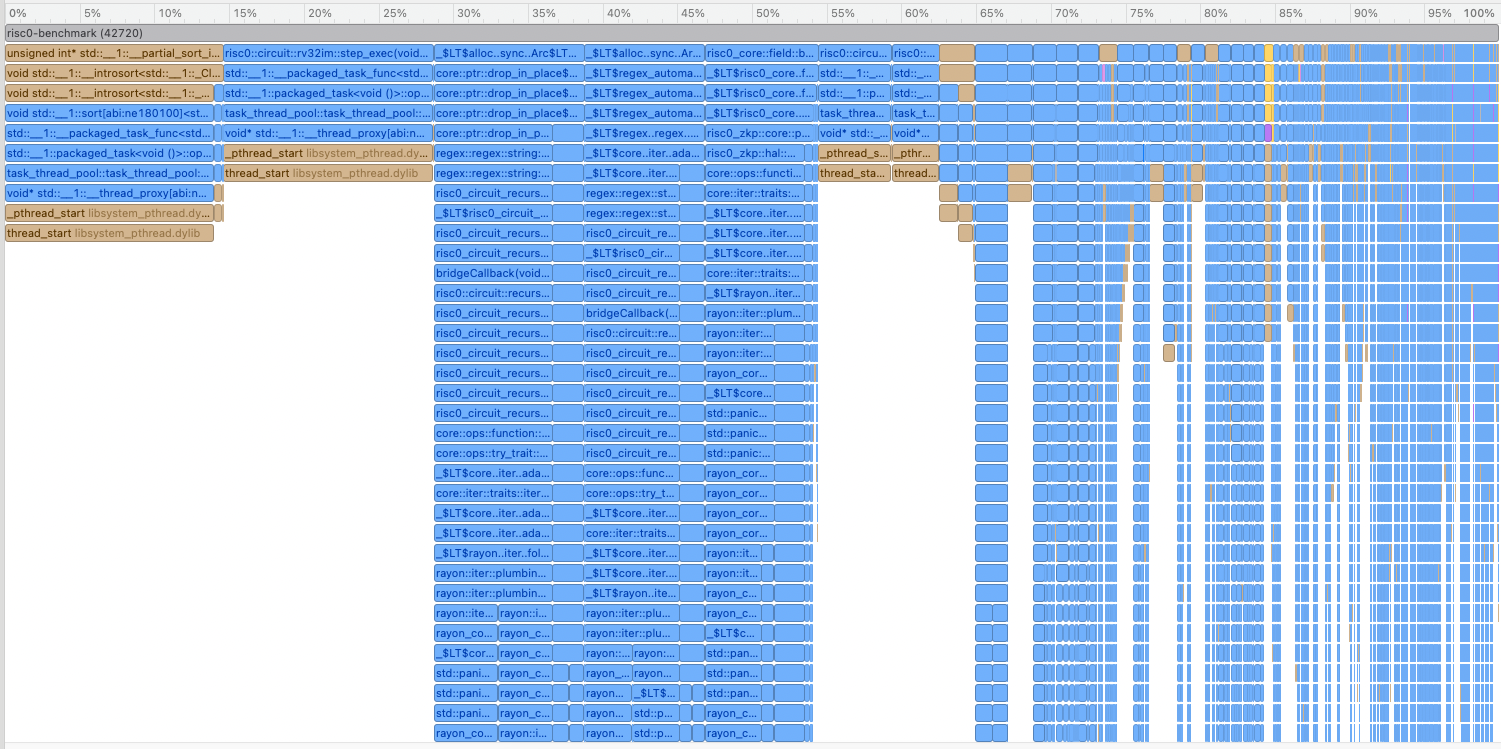 0% 5% 10% 15% 20% 25% 30% 35% 40% 45% 50% 55% 60% 65% 70% 75% 80% 85% 90% 95% 100%
risc0-benchmark (42720)
unsigned int* std::__1::__partial_sort_i... risc0::circuit::rv32im::step_exec(void... _$LT$alloc..sync..Arc$LT... _$LT$alloc..sync..Ar... risc0_core::field::b... risc0::circu... risc0::...
void std::__1::__introsort<std::__1::_Cl... std::__1::__packaged_task_func<std... core::ptr::drop_in_place$... _$LT$regex_automa... _$LT$risc0_core..f... std::__1::_... std::_...
void std::__1::__introsort<std::__1::_... std::__1::packaged_task<void ()>::op... core::ptr::drop_in_place$... _$LT$regex_automa... _$LT$risc0_core..f... std::__1::p... std::_...
void std::__1::sort[abi:ne180100]<st... task_thread_pool::task_thread_pool::... core::ptr::drop_in_place$... _$LT$regex_automa... _$LT$risc0_core.... task_threa... task_t...
std::__1::__packaged_task_func<std... void* std::__1::__thread_proxy[abi:n... core::ptr::drop_in_p... _$LT$regex..regex..... risc0_zkp::core::p... void* std::_... void*...
std::__1::packaged_task<void ()>::op... _pthread_start libsystem_pthread.dy... regex::regex::string:... _$LT$core..iter..ada... risc0_zkp::hal::... _pthread_s... _pthr...
task_thread_pool::task_thread_pool::... thread_start libsystem_pthread.dylib regex::regex::string:... _$LT$core..iter.... core::ops::functi... thread_sta... thread...
void* std::__1::__thread_proxy[abi:n... risc0_circuit_recurs... regex::regex::st... core::iter::traits:...
_pthread_start libsystem_pthread.dy... _$LT$risc0_circuit_... regex::regex::st... _$LT$core..iter....
thread_start libsystem_pthread.dylib risc0_circuit_recurs... risc0_circuit_re... _$LT$core..iter....
risc0_circuit_recurs... _$LT$risc0_cir... _$LT$core..iter.....
bridgeCallback(void... risc0_circuit_re... core::iter::traits:...
risc0::circuit::recurs... risc0_circuit_re... _$LT$rayon..iter...
risc0_circuit_recurs... bridgeCallback(... rayon::iter::plum...
risc0_circuit_recurs... risc0::circuit::re... rayon::iter:...
risc0_circuit_recurs... risc0_circuit_re... rayon::iter:...
risc0_circuit_recurs... risc0_circuit_re... rayon_cor...
risc0_circuit_recurs... risc0_circuit_re... _$LT$core...
risc0_circuit_recurs... risc0_circuit_re... std::panic...
core::ops::function::... risc0_circuit_re... std::panic...
core::ops::try_trait::... risc0_circuit_re... std::panic:...
_$LT$core..iter..ada... core::ops::func... rayon_cor...
core::iter::traits::iter... core::ops::try_t... rayon_cor...
_$LT$core..iter..ada... _$LT$core..iter.... rayon_cor...
_$LT$core..iter..ada... core::iter::traits... rayon_cor...
_$LT$rayon..iter..fol... _$LT$core..iter.... rayon::it...
rayon::iter::plumbin... _$LT$core..iter.... rayon::it...
rayon::iter::plumbin... _$LT$rayon..ite... rayon_c...
rayon::ite... rayon::i... rayon::iter::plu... rayon_c...
rayon_co... rayon_c... rayon::iter::plu... _$LT$c...
_$LT$cor... rayon_c... rayon::... rayon:... std::pan...
std::pani... rayon_c... rayon_... rayon... std::pan...
std::pani... rayon_c... rayon... _$LT$... std::pan...
std::pani... rayon_c... rayon... std::p... rayon_c...
rayon_co... rayon::i... rayon... std::p... rayon_c...